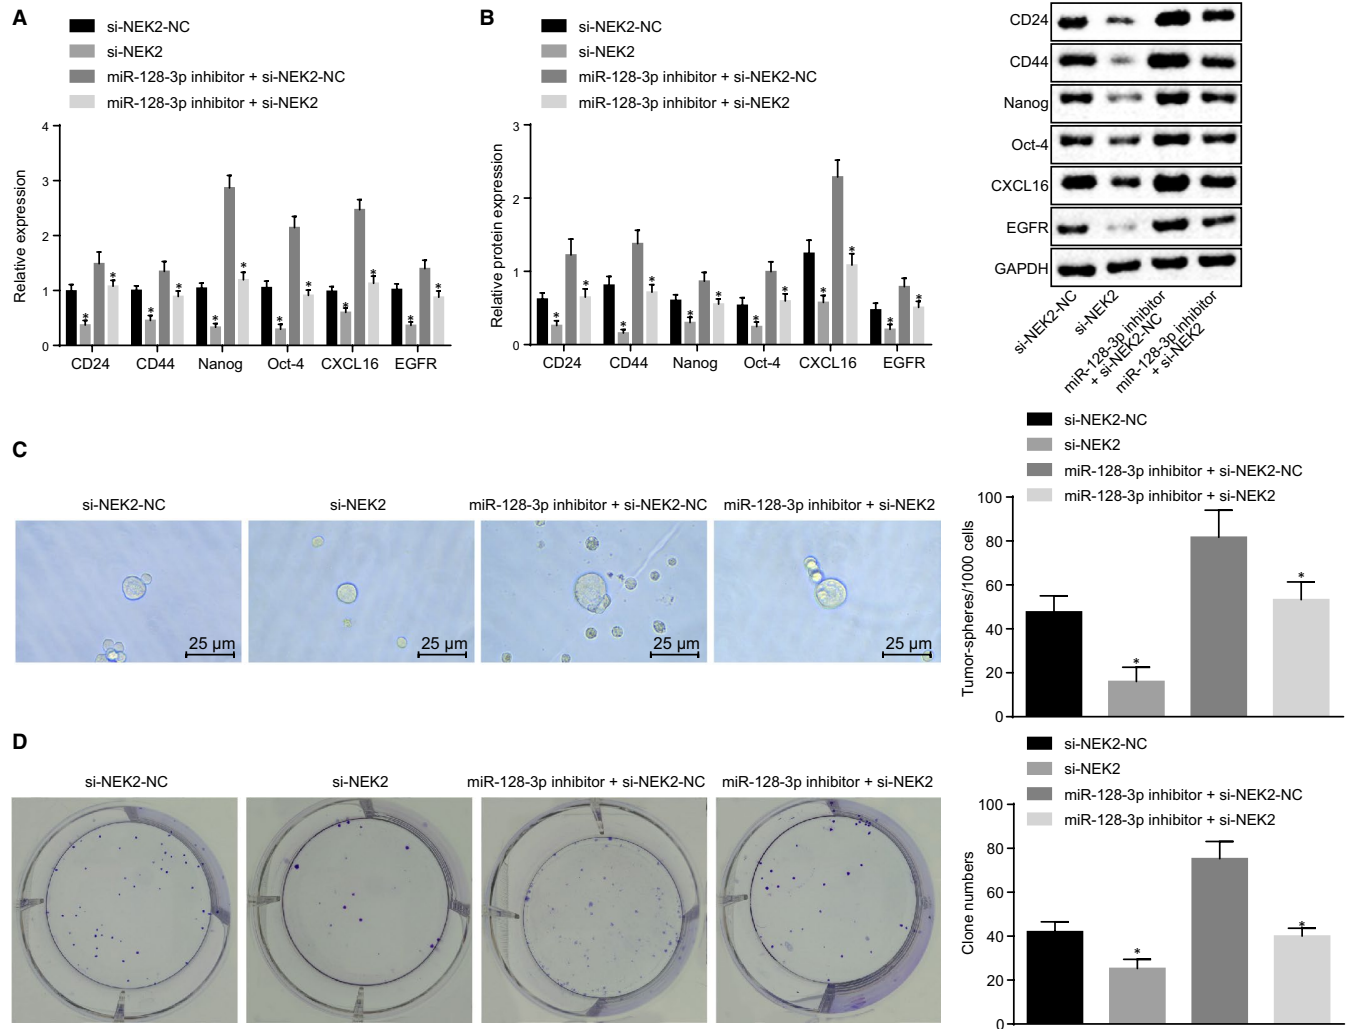 A
si-NEK2-NC
si-NEK2
miR-128-3p inhibitor + si-NEK2-NC
miR-128-3p inhibitor + si-NEK2
Relative expression
4
3
2
1
0
* * * * * * * * * * * *
CD24 CD44 Nanog Oct-4 CXCL16 EGFR
B
si-NEK2-NC
si-NEK2
miR-128-3p inhibitor + si-NEK2-NC
miR-128-3p inhibitor + si-NEK2
Relative protein expression
3
2
1
0
* * * * * * * * * * * *
CD24 CD44 Nanog Oct-4 CXCL16 EGFR
CD24
CD44
Nanog
Oct-4
CXCL16
EGFR
GAPDH
si-NEK2-NC
si-NEK2
miR-128-3p inhibitor
+ si-NEK2-NC
miR-128-3p inhibitor
+ si-NEK2
C
si-NEK2-NC si-NEK2 miR-128-3p inhibitor + si-NEK2-NC miR-128-3p inhibitor + si-NEK2
25 µm 25 µm 25 µm 25 µm
si-NEK2-NC
si-NEK2
miR-128-3p inhibitor + si-NEK2-NC
miR-128-3p inhibitor + si-NEK2
Tumor-spheres/1000 cells
100
80
60
40
20
0
* *
D
si-NEK2-NC si-NEK2 miR-128-3p inhibitor + si-NEK2-NC miR-128-3p inhibitor + si-NEK2
si-NEK2-NC
si-NEK2
miR-128-3p inhibitor + si-NEK2-NC
miR-128-3p inhibitor + si-NEK2
Clone numbers
100
80
60
40
20
0
* *